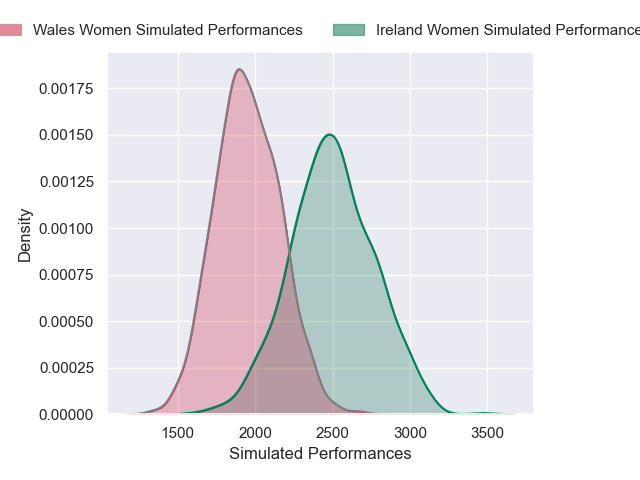 Wales Women Simulated Performances Ireland Women Simulated Performance
0.00175
0.00150
0.00125
0.00100
0.00075
0.00050
0.00025
0.00000
Density
1500 2000 2500 3000 3500
Simulated Performances